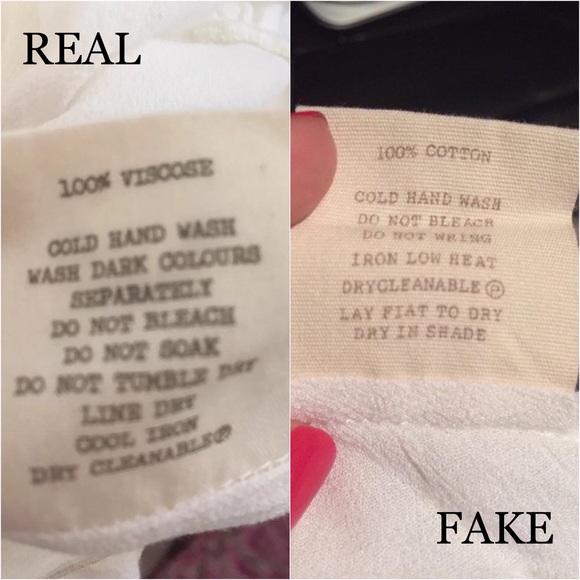 REAL
100% VISCOSE
COLD HAND WASH
WASH DARK COLOURS
SEPARATELY
DO NOT BLEACH
DO NOT SOAK
DO NOT TUMBLE DRY
LINE DRY
COOL IRON
DRY CLEANABLE Ⓟ
100% COTTON
COLD HAND WASH
DO NOT BLEACH
DO NOT WRING
IRON LOW HEAT
DRYCLEANABLE Ⓟ
LAY FIAT TO DRY
DRY IN SHADE
FAKE